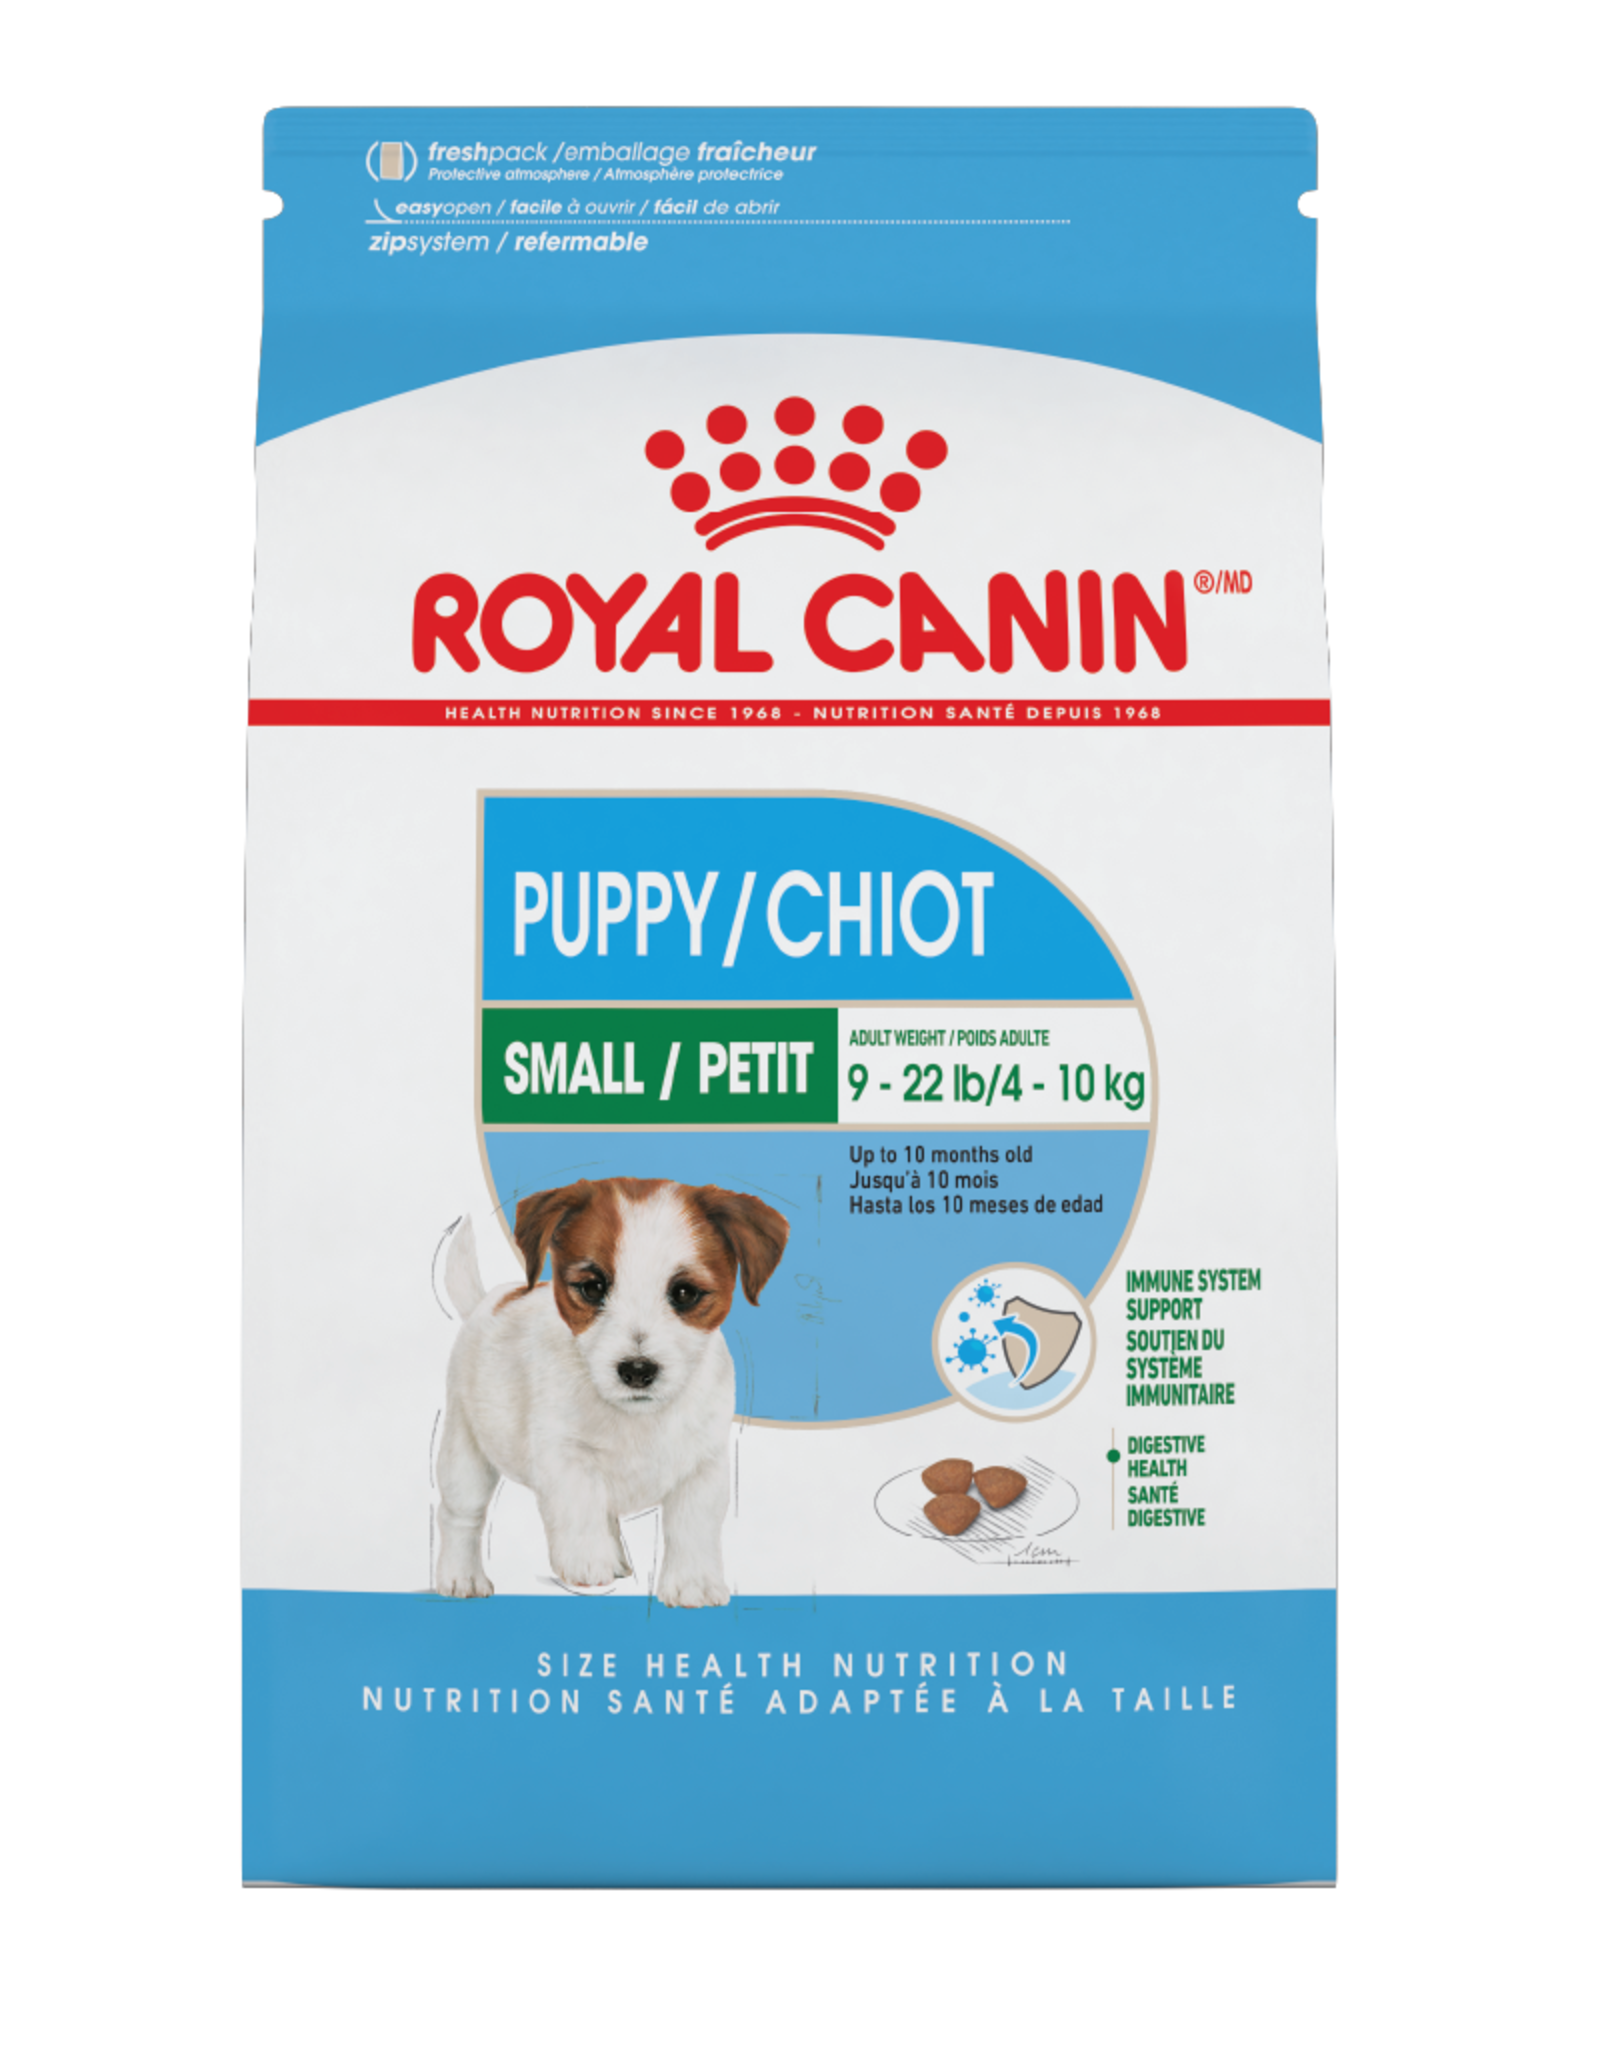 freshpack / emballage fraîcheur
Protective atmosphere / Atmosphère protectrice
easyopen / facile à ouvrir / fácil de abrir
zipsystem / refermable
ROYAL CANIN ®/MD
HEALTH NUTRITION SINCE 1968 - NUTRITION SANTÉ DEPUIS 1968
PUPPY / CHIOT
SMALL / PETIT
ADULT WEIGHT / POIDS ADULTE
9 - 22 lb/4 - 10 kg
Up to 10 months old
Jusqu'à 10 mois
Hasta los 10 meses de edad
IMMUNE SYSTEM
SUPPORT
SOUTIEN DU
SYSTÈME
IMMUNITAIRE
DIGESTIVE
HEALTH
SANTÉ
DIGESTIVE
1cm
SIZE HEALTH NUTRITION
NUTRITION SANTÉ ADAPTÉE À LA TAILLE